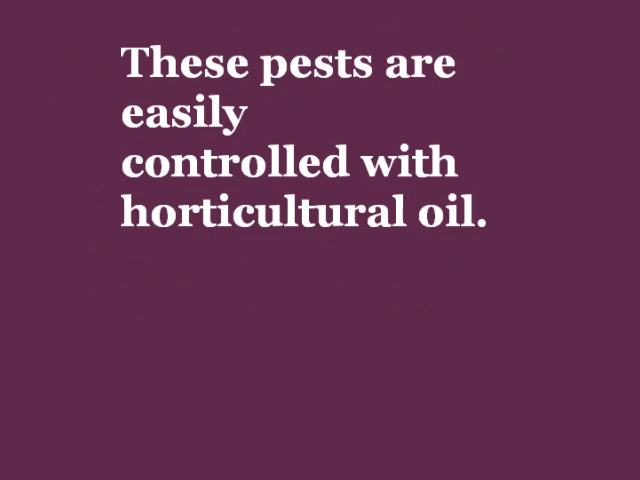 These pests are
easily
controlled with
horticultural oil.